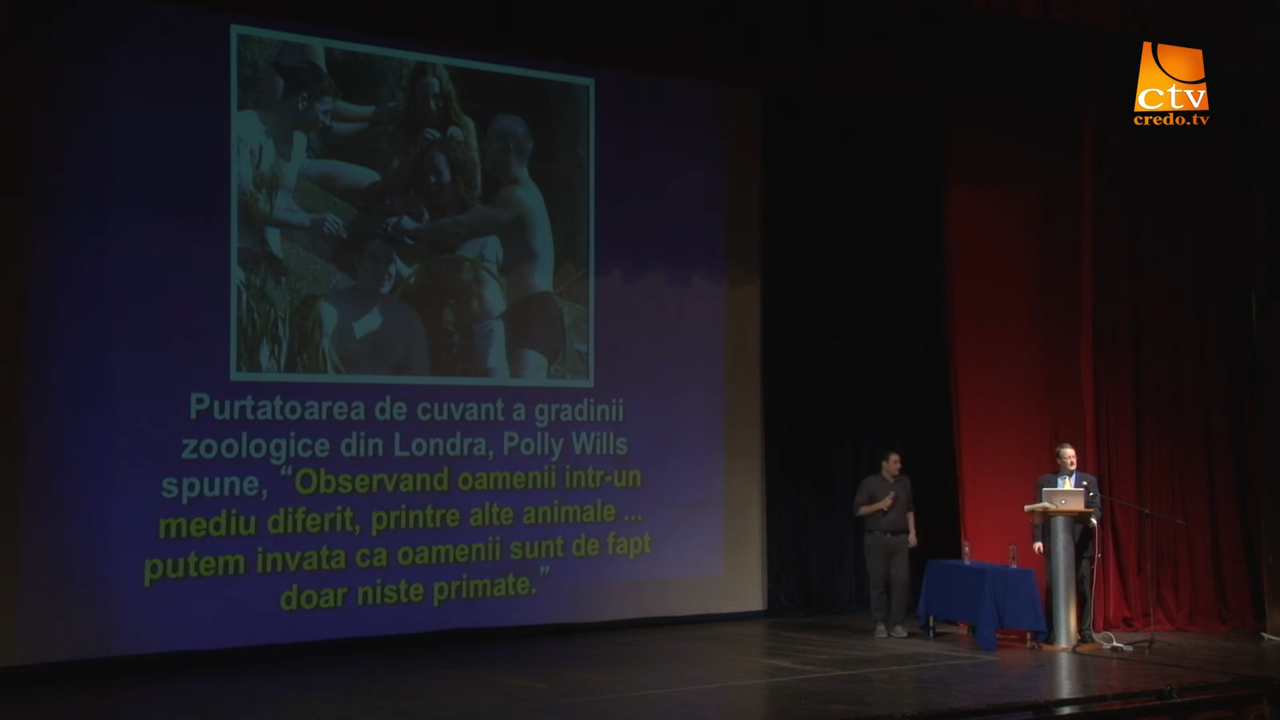 ctv
credo.tv
Purtatoarea de cuvant a gradinii
zoologice din Londra, Polly Wills
spune, “Observand oamenii intr-un
mediu diferit, printre alte animale ...
putem invata ca oamenii sunt de fapt
doar niste primate.”